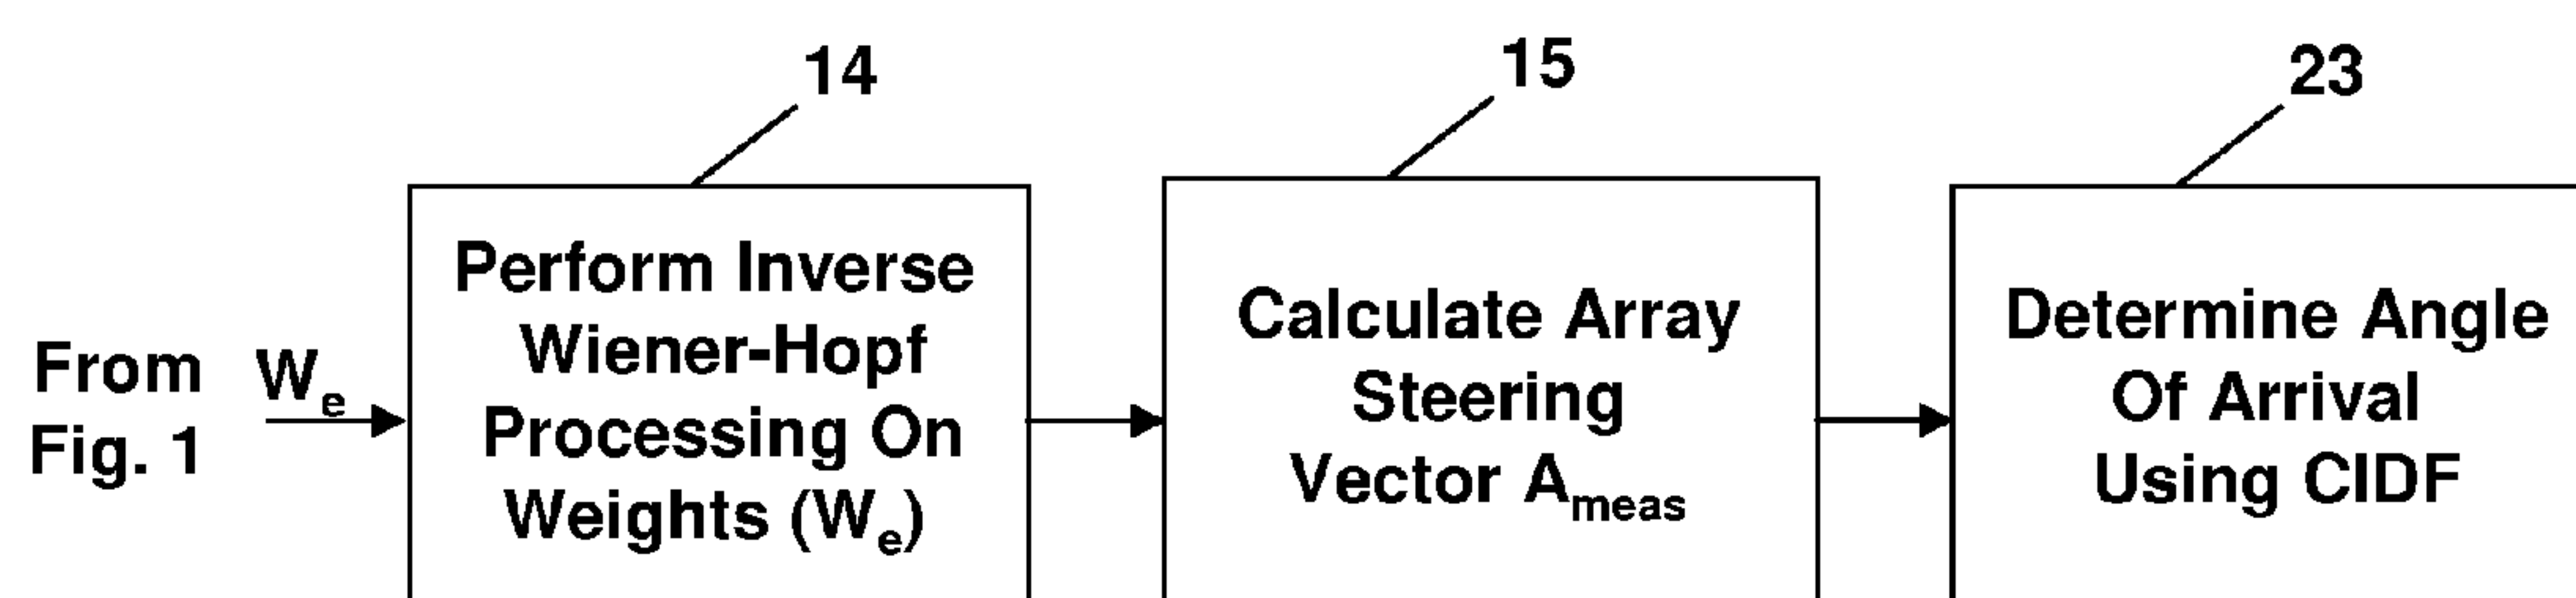 14
15
23
From
Fig. 1
We
Perform Inverse
Wiener-Hopf
Processing On
Weights (We)
Calculate Array
Steering
Vector Ameas
Determine Angle
Of Arrival
Using CIDF